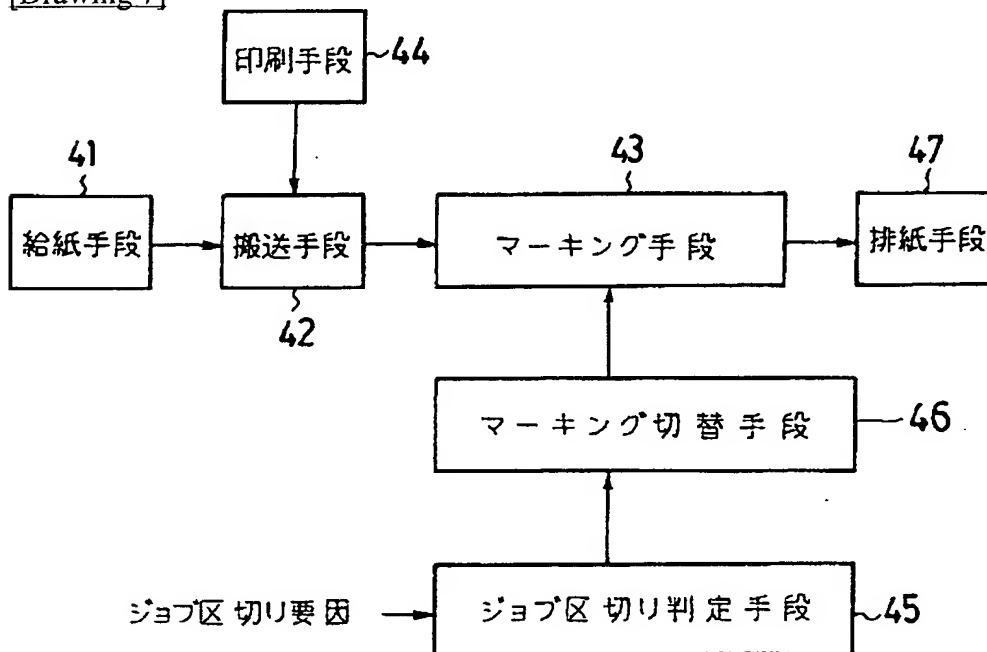 [Drawing 7]
印刷手段
44
41
43
47
給紙手段
搬送手段
マーキング手段
排紙手段
42
マーキング切替手段
46
ジョブ区切り要因
ジョブ区切り判定手段
45